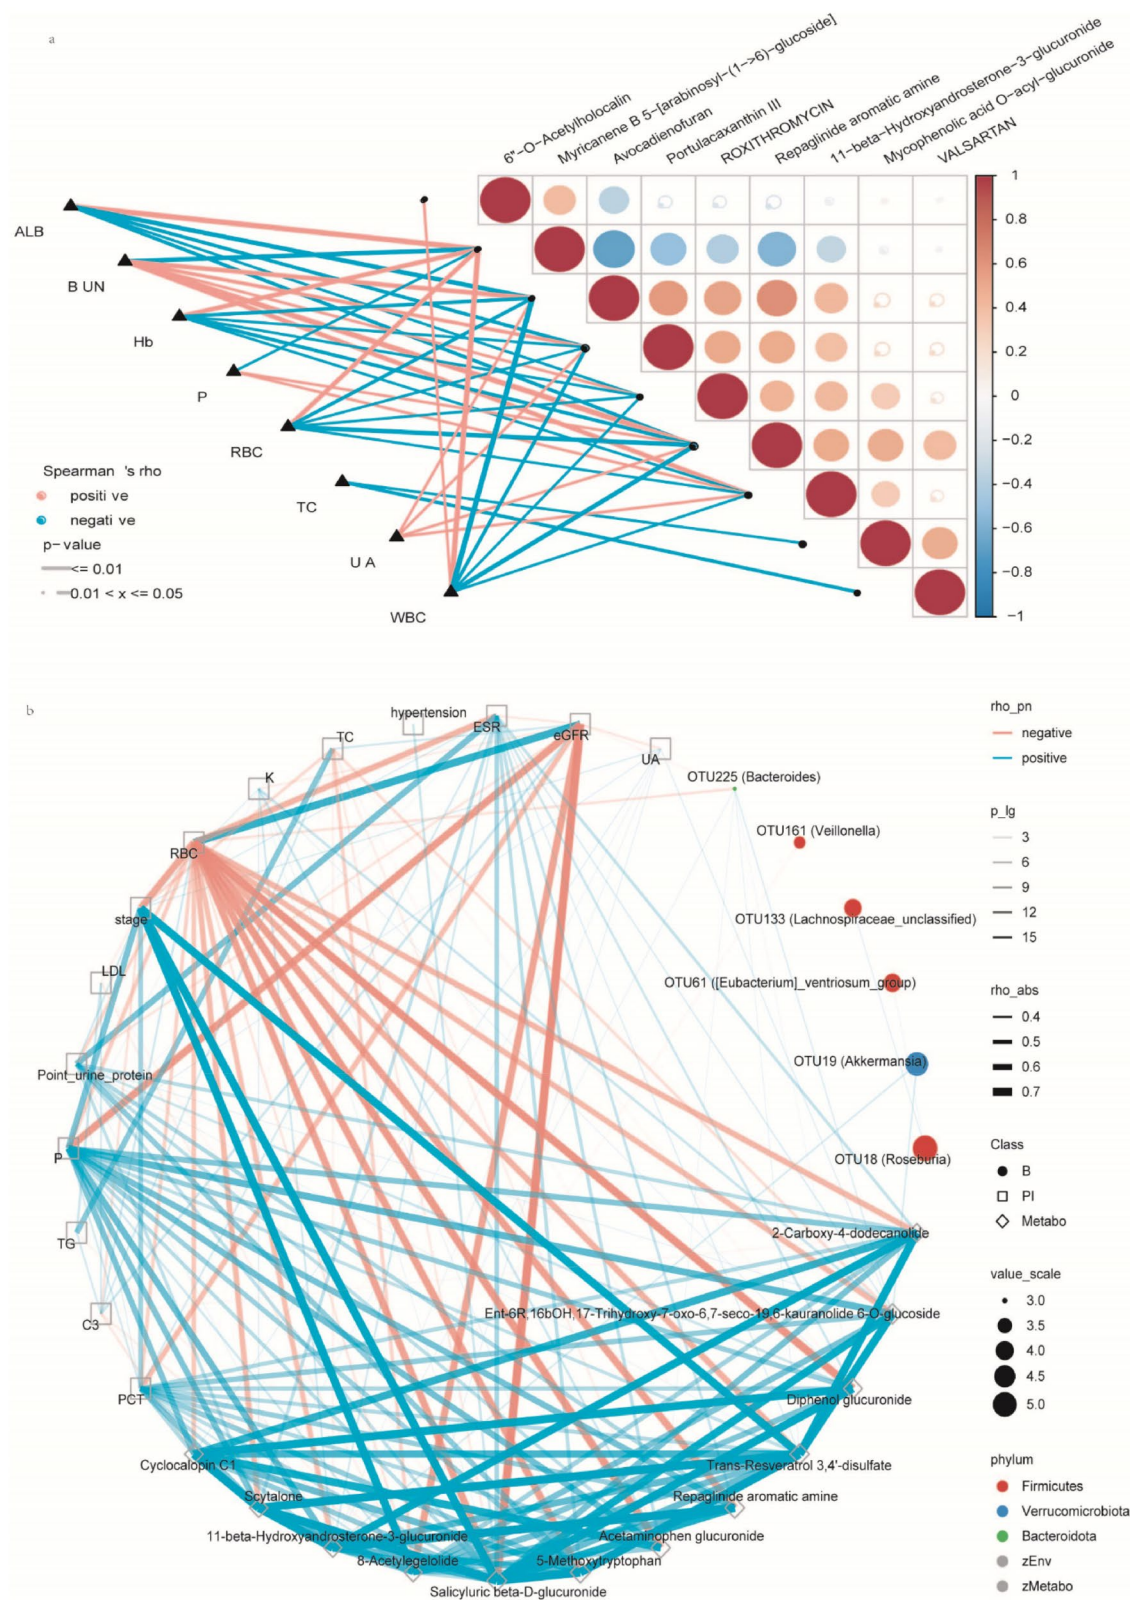 a
6"-O-Acetylholocalin
Myricanene B 5-[arabinosyl-(1->6)-glucoside]
Avocadienofuran
Portulacaxanthin III
ROXITHROMYCIN
Repaglinide aromatic amine
11-beta-Hydroxyandrosterone-3-glucuronide
Mycophenolic acid O-acyl-glucuronide
VALSARTAN
1
0.8
0.6
0.4
0.2
0
-0.2
-0.4
-0.6
-0.8
-1
ALB
B UN
Hb
P
RBC
TC
U A
WBC
Spearman 's rho
positi ve
negati ve
p-value
<= 0.01
0.01 < x <= 0.05
b
hypertension
ESR
eGFR
TC
UA
K
RBC
stage
LDL
Point_urine_protein
P
TG
C3
PCT
OTU225 (Bacteroides)
OTU161 (Veillonella)
OTU133 (Lachnospiraceae_unclassified)
OTU61 ([Eubacterium]_ventriosum_group)
OTU19 (Akkermansia)
OTU18 (Roseburia)
2-Carboxy-4-dodecanolide
Ent-6R,16bOH,17-Trihydroxy-7-oxo-6,7-seco-19,6-kauranolide 6-O-glucoside
Diphenol glucuronide
Cyclocalopin C1
Trans-Resveratrol 3,4'-disulfate
Scytalone
Repaglinide aromatic amine
11-beta-Hydroxyandrosterone-3-glucuronide
Acetaminophen glucuronide
8-Acetylegelolide
5-Methoxytryptophan
Salicyluric beta-D-glucuronide
rho_pn
negative
positive
p_lg
3
6
9
12
15
rho_abs
0.4
0.5
0.6
0.7
Class
B
PI
Metabo
value_scale
3.0
3.5
4.0
4.5
5.0
phylum
Firmicutes
Verrucomicrobiota
Bacteroidota
zEnv
zMetabo